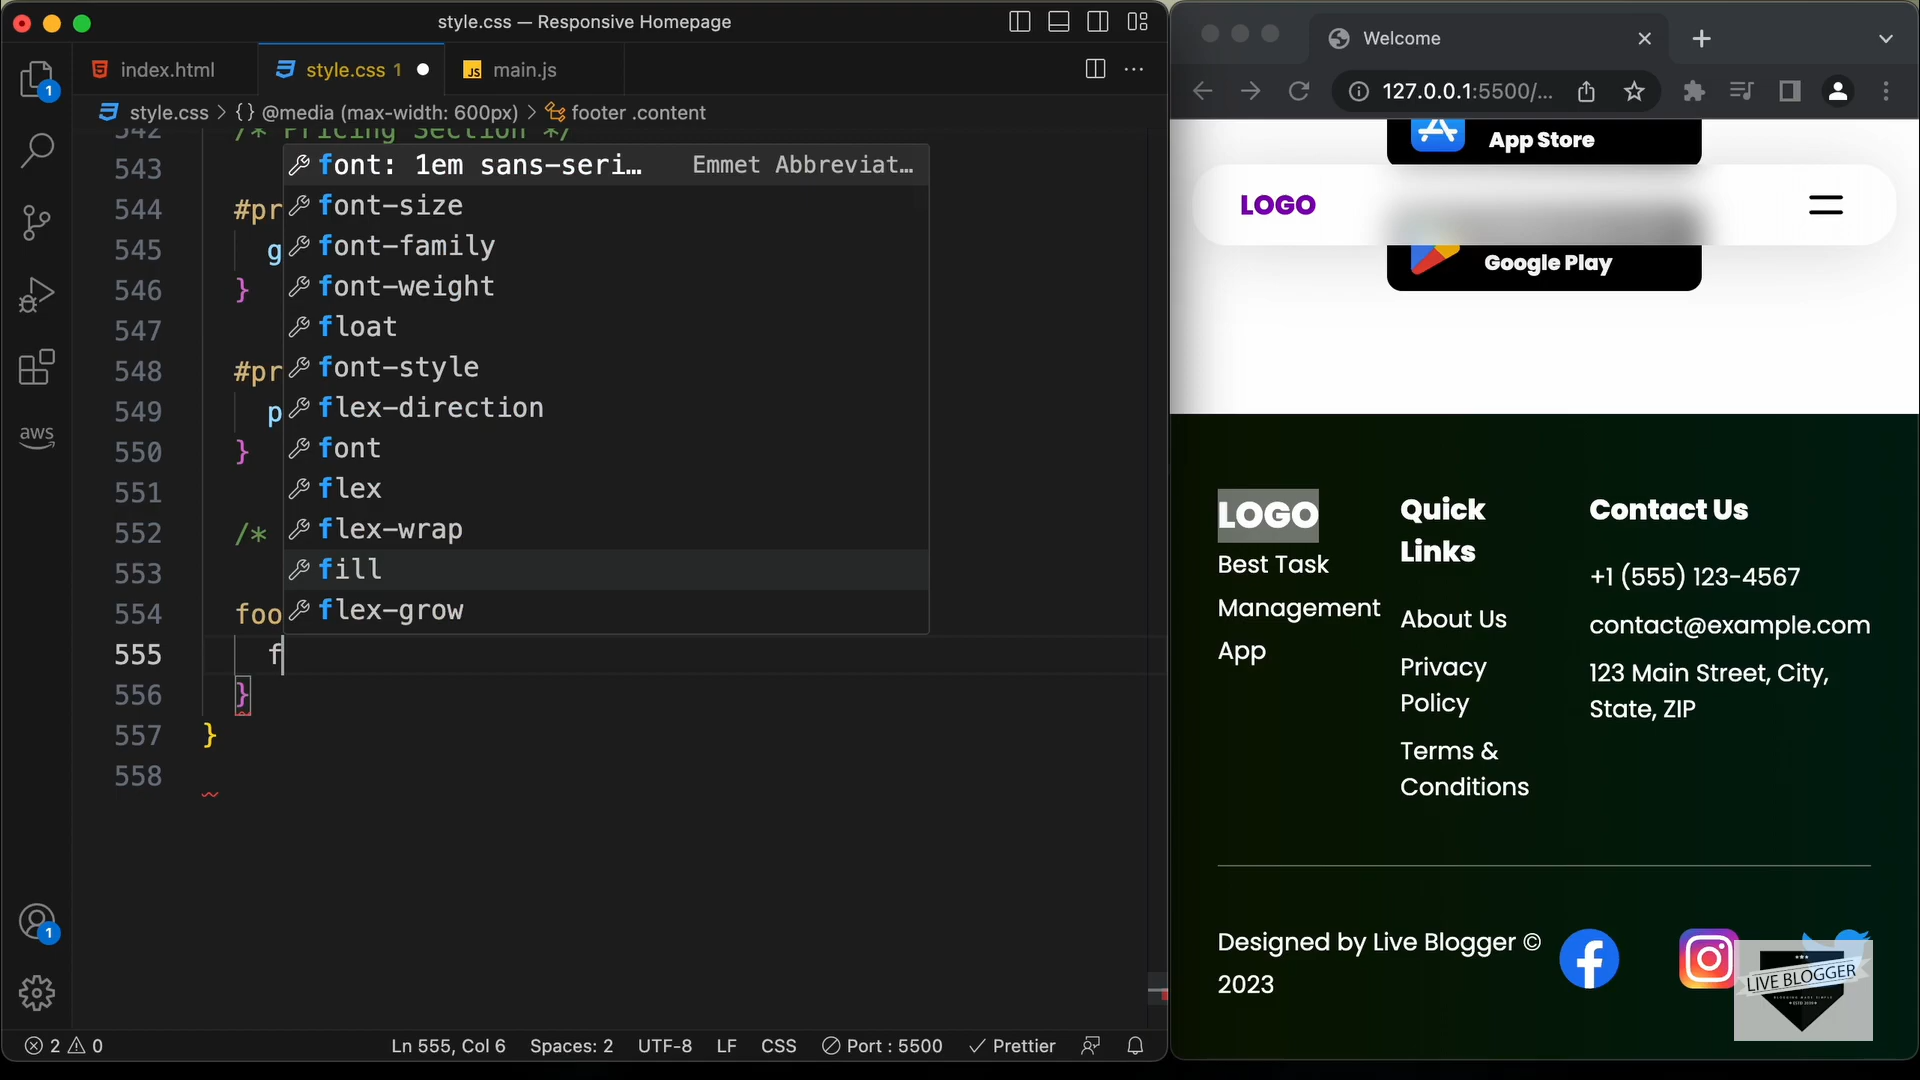 style.css — Responsive Homepage
index.html
style.css 1
main.js
style.css > {} @media (max-width: 600px) > footer .content
542 /* Pricing Section */
543
544 #pr
545 g
546 }
547
548 #pr
549 p
550 }
551
552 /*
553
554 foo
555 f
556 }
557 }
558
font: 1em sans-seri… Emmet Abbreviat…
font-size
font-family
font-weight
float
font-style
flex-direction
font
flex
flex-wrap
fill
flex-grow
1
aws
1
2 0
Ln 555, Col 6
Spaces: 2
UTF-8
LF
CSS
Port : 5500
Prettier
Welcome
127.0.0.1:5500/...
App Store
LOGO
Google Play
LOGO
Best Task
Management
App
Quick
Links
About Us
Privacy
Policy
Terms &
Conditions
Contact Us
+1 (555) 123-4567
contact@example.com
123 Main Street, City,
State, ZIP
Designed by Live Blogger ©
2023
LIVE BLOGGER